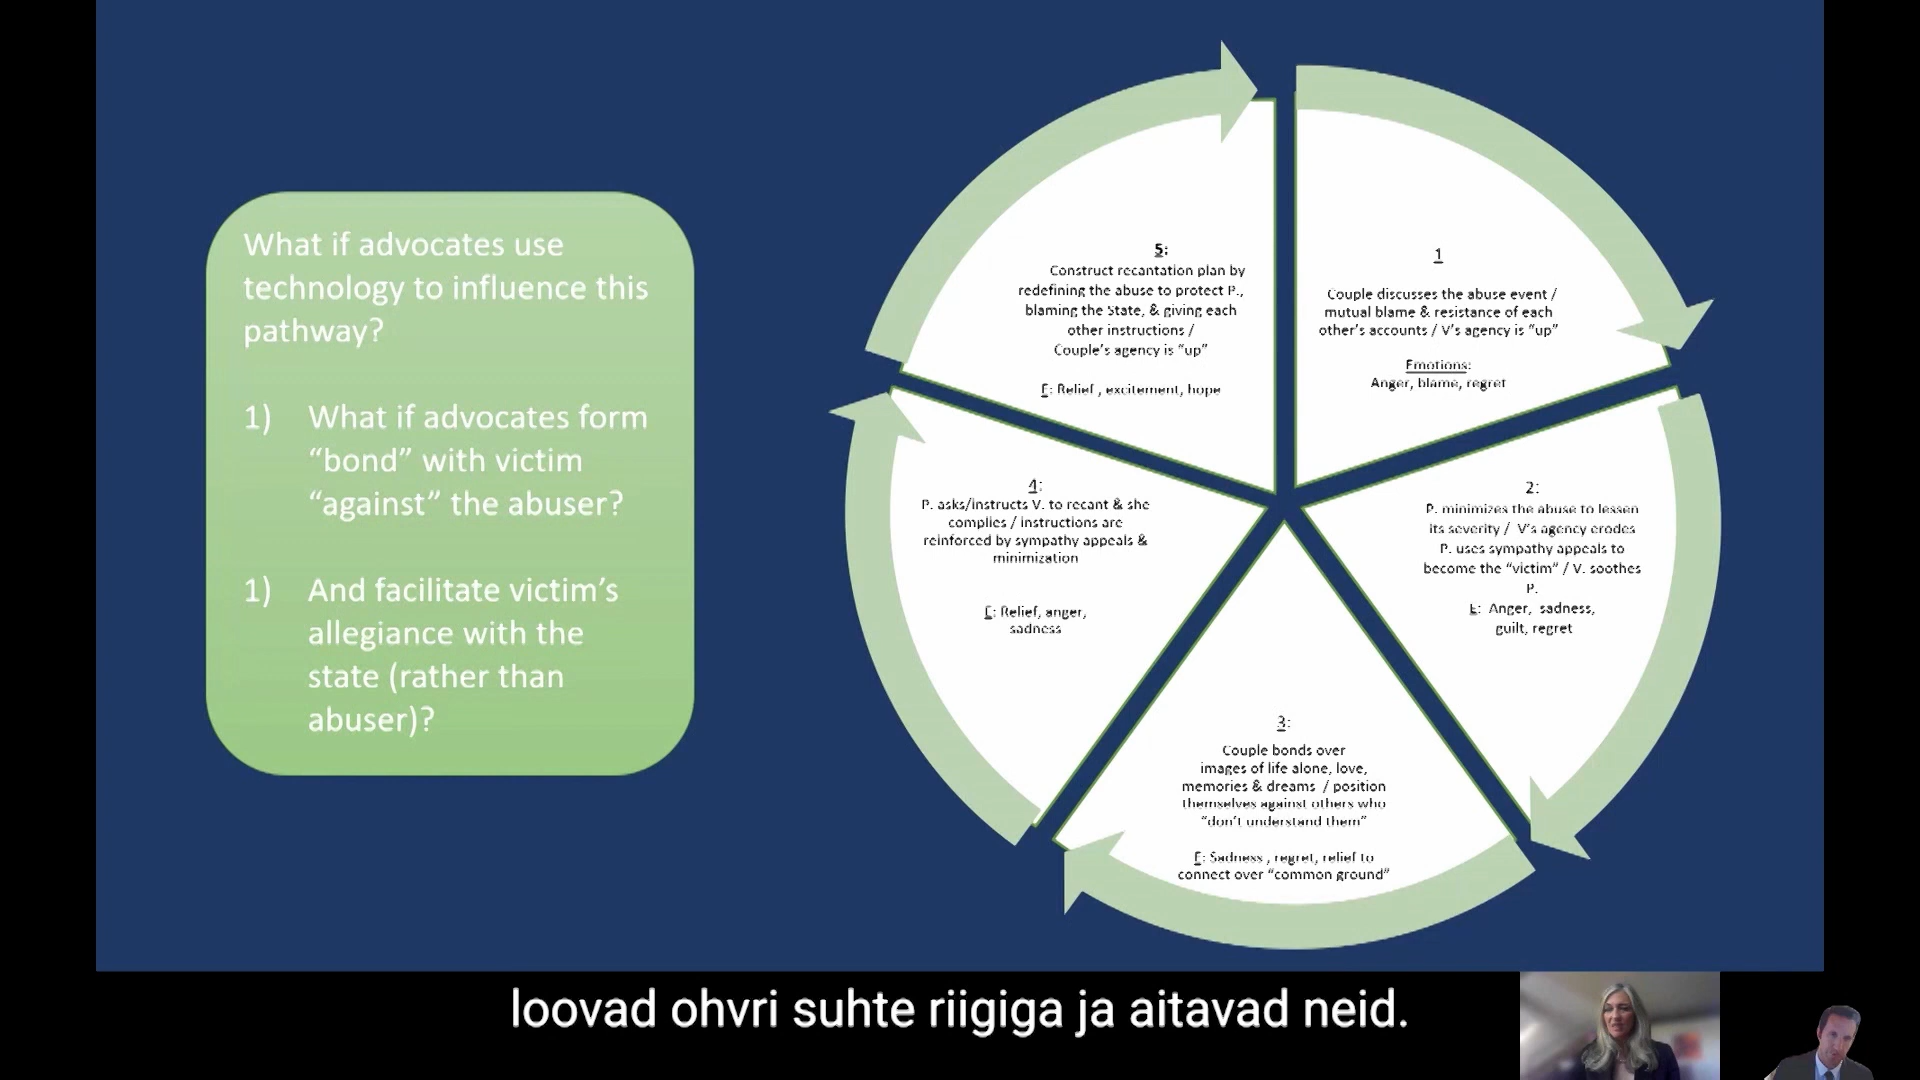 What if advocates use
technology to influence this
pathway?
1) What if advocates form
“bond” with victim
“against” the abuser?
1) And facilitate victim’s
allegiance with the
state (rather than
abuser)?
1
Couple discusses the abuse event /
mutual blame & resistance of each
other’s accounts / V’s agency is “up”
Emotions:
Anger, blame, regret
2:
P. minimizes the abuse to lessen
its severity / V’s agency erodes
P. uses sympathy appeals to
become the “victim” / V. soothes
P.
E: Anger, sadness,
guilt, regret
3:
Couple bonds over
images of life alone, love,
memories & dreams / position
themselves against others who
“don’t understand them”
E: Sadness , regret, relief to
connect over “common ground”
4:
P. asks/instructs V. to recant & she
complies / instructions are
reinforced by sympathy appeals &
minimization
E: Relief, anger,
sadness
5:
Construct recantation plan by
redefining the abuse to protect P.,
blaming the State, & giving each
other instructions /
Couple’s agency is “up”
E: Relief , excitement, hope
loovad ohvri suhte riigiga ja aitavad neid.